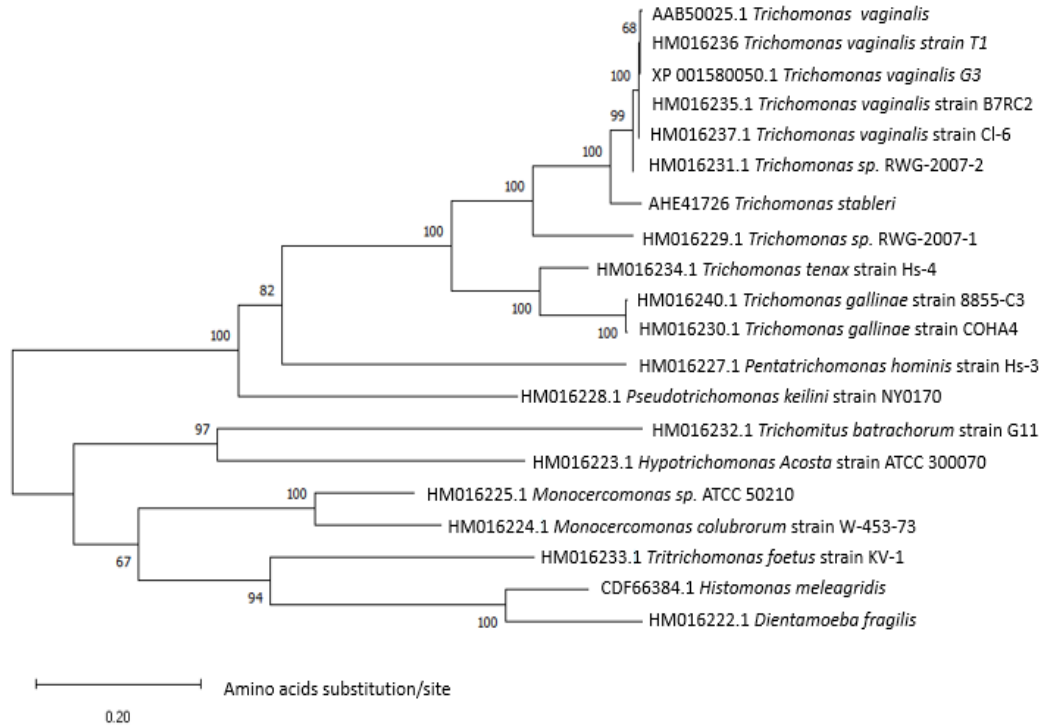 AAB50025.1 Trichomonas vaginalis
68
HM016236 Trichomonas vaginalis strain T1
100
XP 001580050.1 Trichomonas vaginalis G3
HM016235.1 Trichomonas vaginalis strain B7RC2
99
HM016237.1 Trichomonas vaginalis strain Cl-6
100
HM016231.1 Trichomonas sp. RWG-2007-2
100
AHE41726 Trichomonas stableri
100
HM016229.1 Trichomonas sp. RWG-2007-1
HM016234.1 Trichomonas tenax strain Hs-4
82
HM016240.1 Trichomonas gallinae strain 8855-C3
100
100
HM016230.1 Trichomonas gallinae strain COHA4
100
HM016227.1 Pentatrichomonas hominis strain Hs-3
HM016228.1 Pseudotrichomonas keilini strain NY0170
97
HM016232.1 Trichomitus batrachorum strain G11
HM016223.1 Hypotrichomonas Acosta strain ATCC 300070
100
HM016225.1 Monocercomonas sp. ATCC 50210
HM016224.1 Monocercomonas colubrorum strain W-453-73
67
HM016233.1 Tritrichomonas foetus strain KV-1
CDF66384.1 Histomonas meleagridis
94
100
HM016222.1 Dientamoeba fragilis
Amino acids substitution/site
0.20